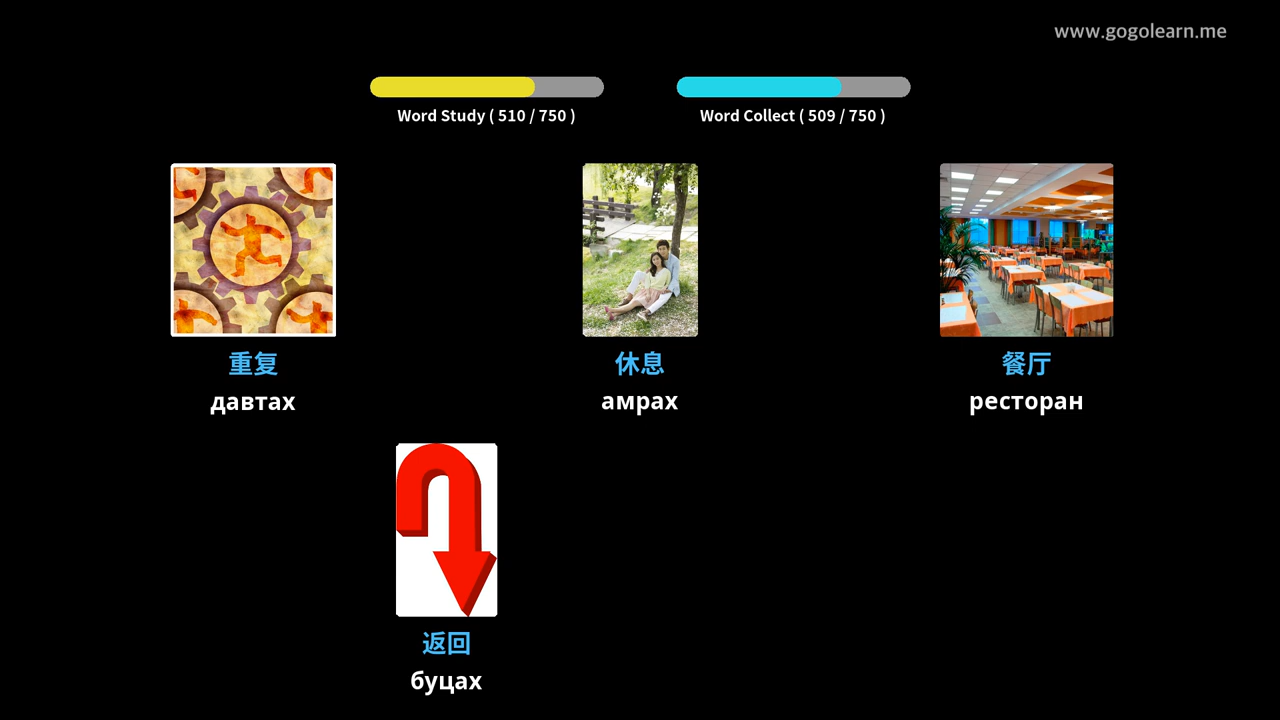 www.gogolearn.me
Word Study ( 510 / 750 )
Word Collect ( 509 / 750 )
重复
давтах
休息
амрах
餐厅
ресторан
返回
буцах